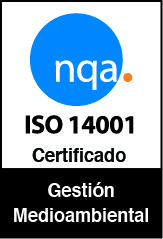 nqa.
ISO 14001
Certificado
Gestión
Medioambiental